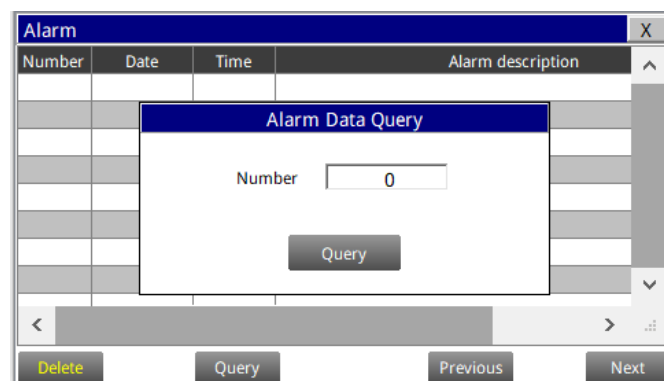 Alarm X
Number Date Time Alarm description
Alarm Data Query
Number 0
Query
Delete Query Previous Next